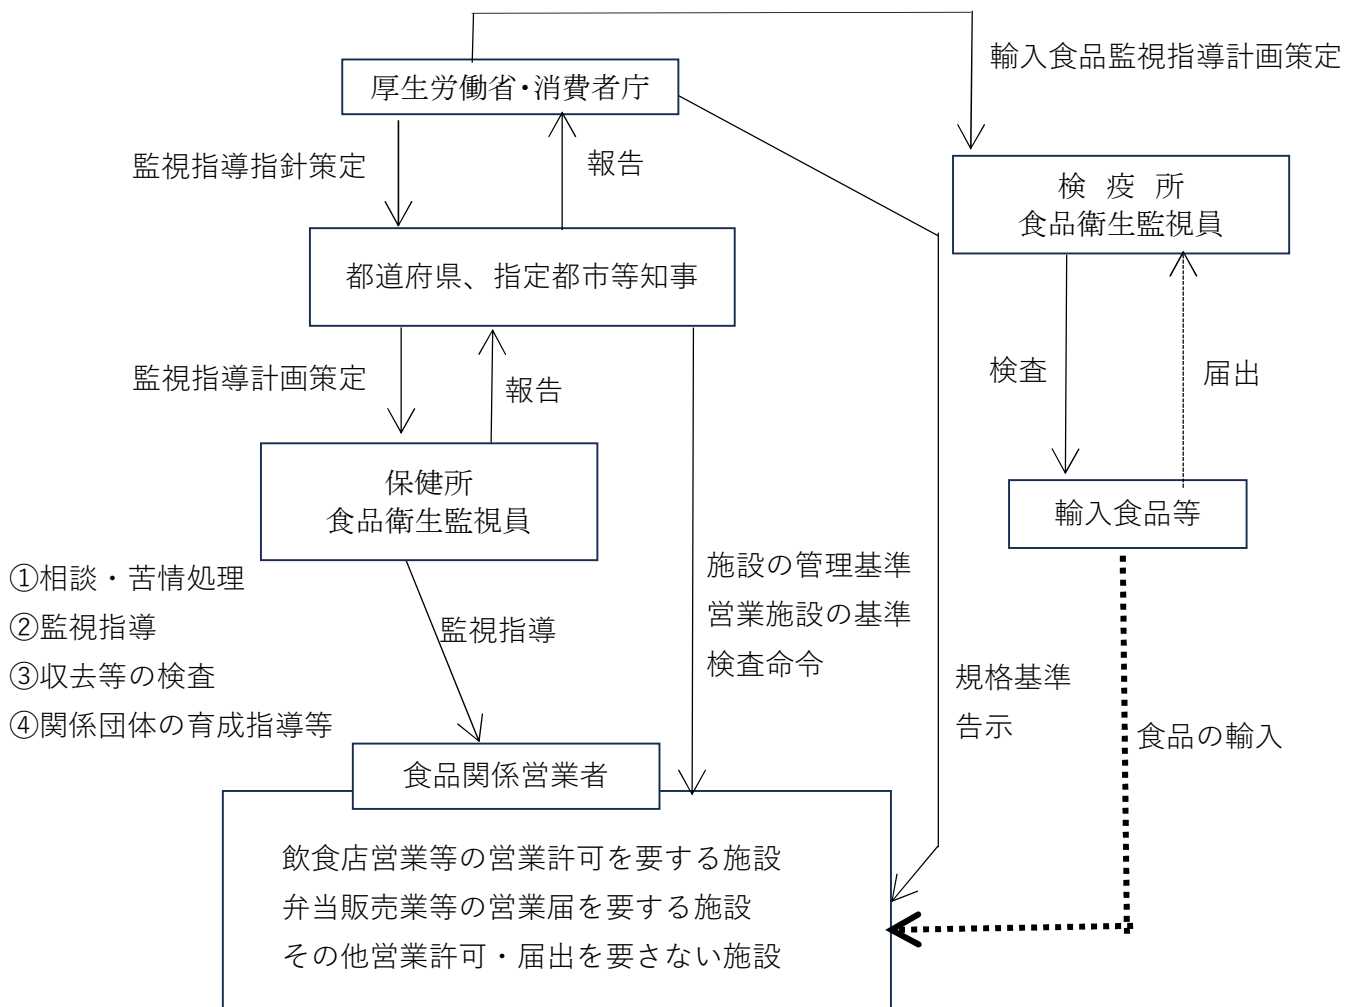 輸入食品監視指導計画策定
厚生労働省・消費者庁
監視指導指針策定
報告
検 疫 所
食品衛生監視員
都道府県、指定都市等知事
監視指導計画策定
報告
検査
届出
保健所
食品衛生監視員
輸入食品等
①相談・苦情処理
②監視指導
③収去等の検査
④関係団体の育成指導等
監視指導
施設の管理基準
営業施設の基準
検査命令
規格基準
告示
食品の輸入
食品関係営業者
飲食店営業等の営業許可を要する施設
弁当販売業等の営業届を要する施設
その他営業許可・届出を要さない施設